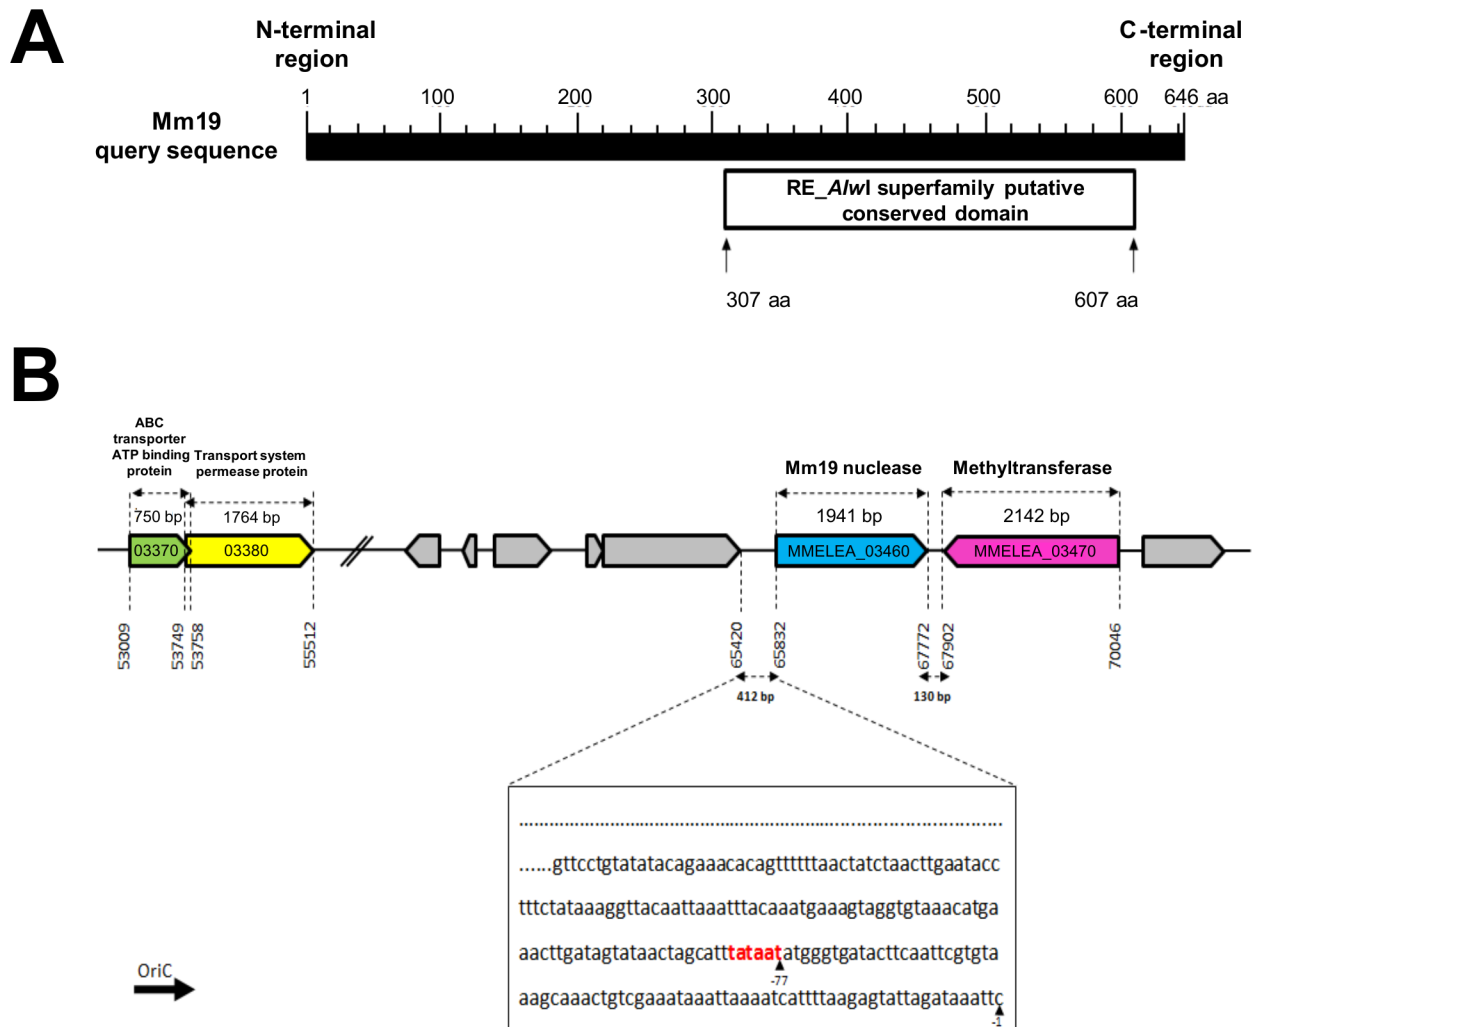 A
N-terminal
region
C-terminal
region
1 100 200 300 400 500 600 646 aa
Mm19
query sequence
RE_AlwI superfamily putative
conserved domain
307 aa 607 aa
B
ABC
transporter
ATP binding
protein
Transport system
permease protein
Mm19 nuclease
Methyltransferase
750 bp 1764 bp 1941 bp 2142 bp
03370 03380 MMELEA_03460 MMELEA_03470
53009 53749 53758 55512 65420 65832 67772 67902 70046
412 bp 130 bp
......gttcctgtatatacagaaacacagttttttaactatctaacttgaatacc
tttctataaaggttacaattaaatttacaaatgaaagtaggtgtaaacatga
aacttgatagtataactagcatttataatatgggtgatacttcaattcgtgta
-77
aagcaaactgtcgaaataaattaaaatcattttaagagtattagataaattc
-1
OriC